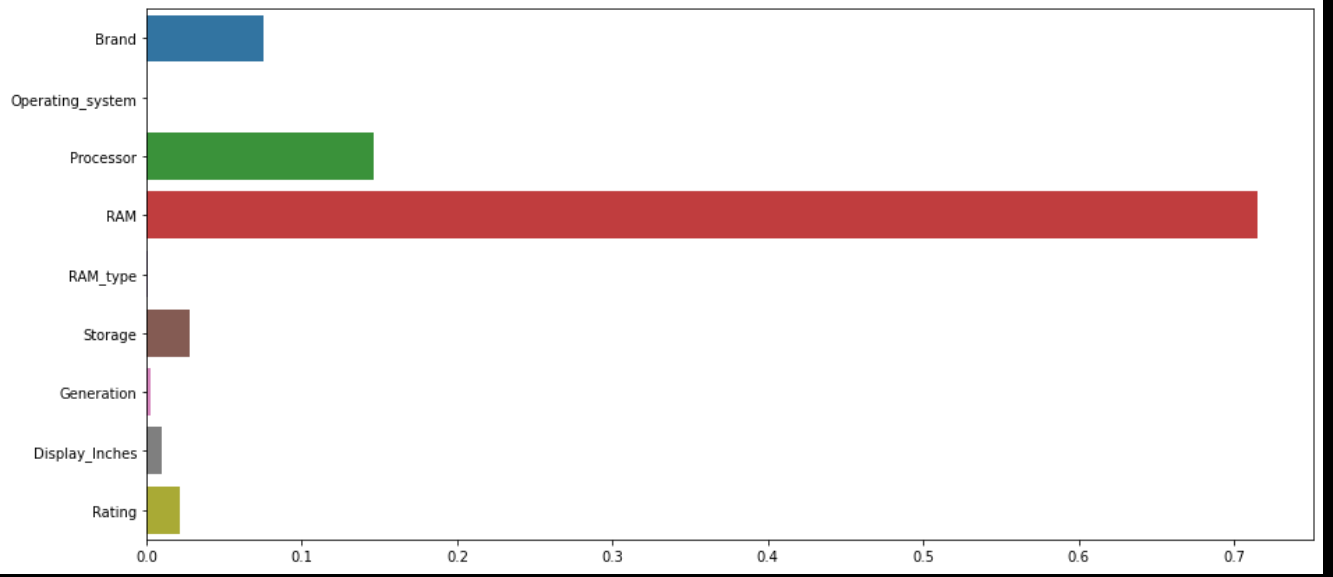 Brand
Operating_system
Processor
RAM
RAM_type
Storage
Generation
Display_Inches
Rating
0.0 0.1 0.2 0.3 0.4 0.5 0.6 0.7